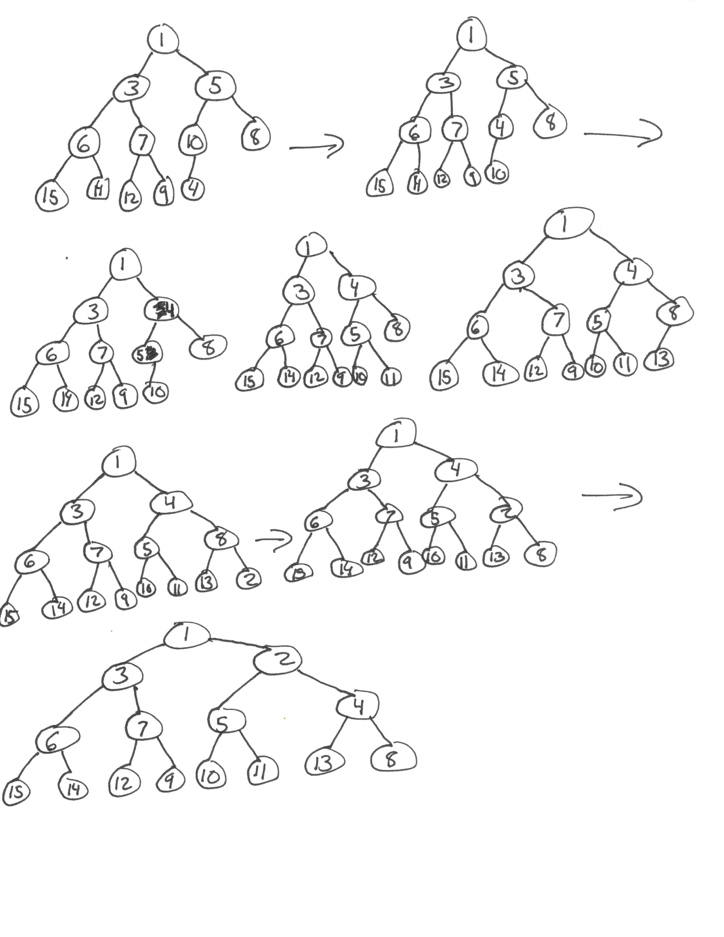 1 1
3 5 3 5
6 7 10 8 6 7 4 8
15 14 12 9 4 15 14 12 9 10
1 1 1
3 4 3 4 3 4
6 7 5 8 6 7 5 8 6 7 5 8
15 14 12 9 10 15 14 12 9 10 11 15 14 12 9 10 11 13
1 1
3 4 3 4
6 7 5 8 6 7 5 2
15 14 12 9 10 11 13 2 15 14 12 9 10 11 13 8
1
3 2
6 7 5 4
15 14 12 9 10 11 13 8